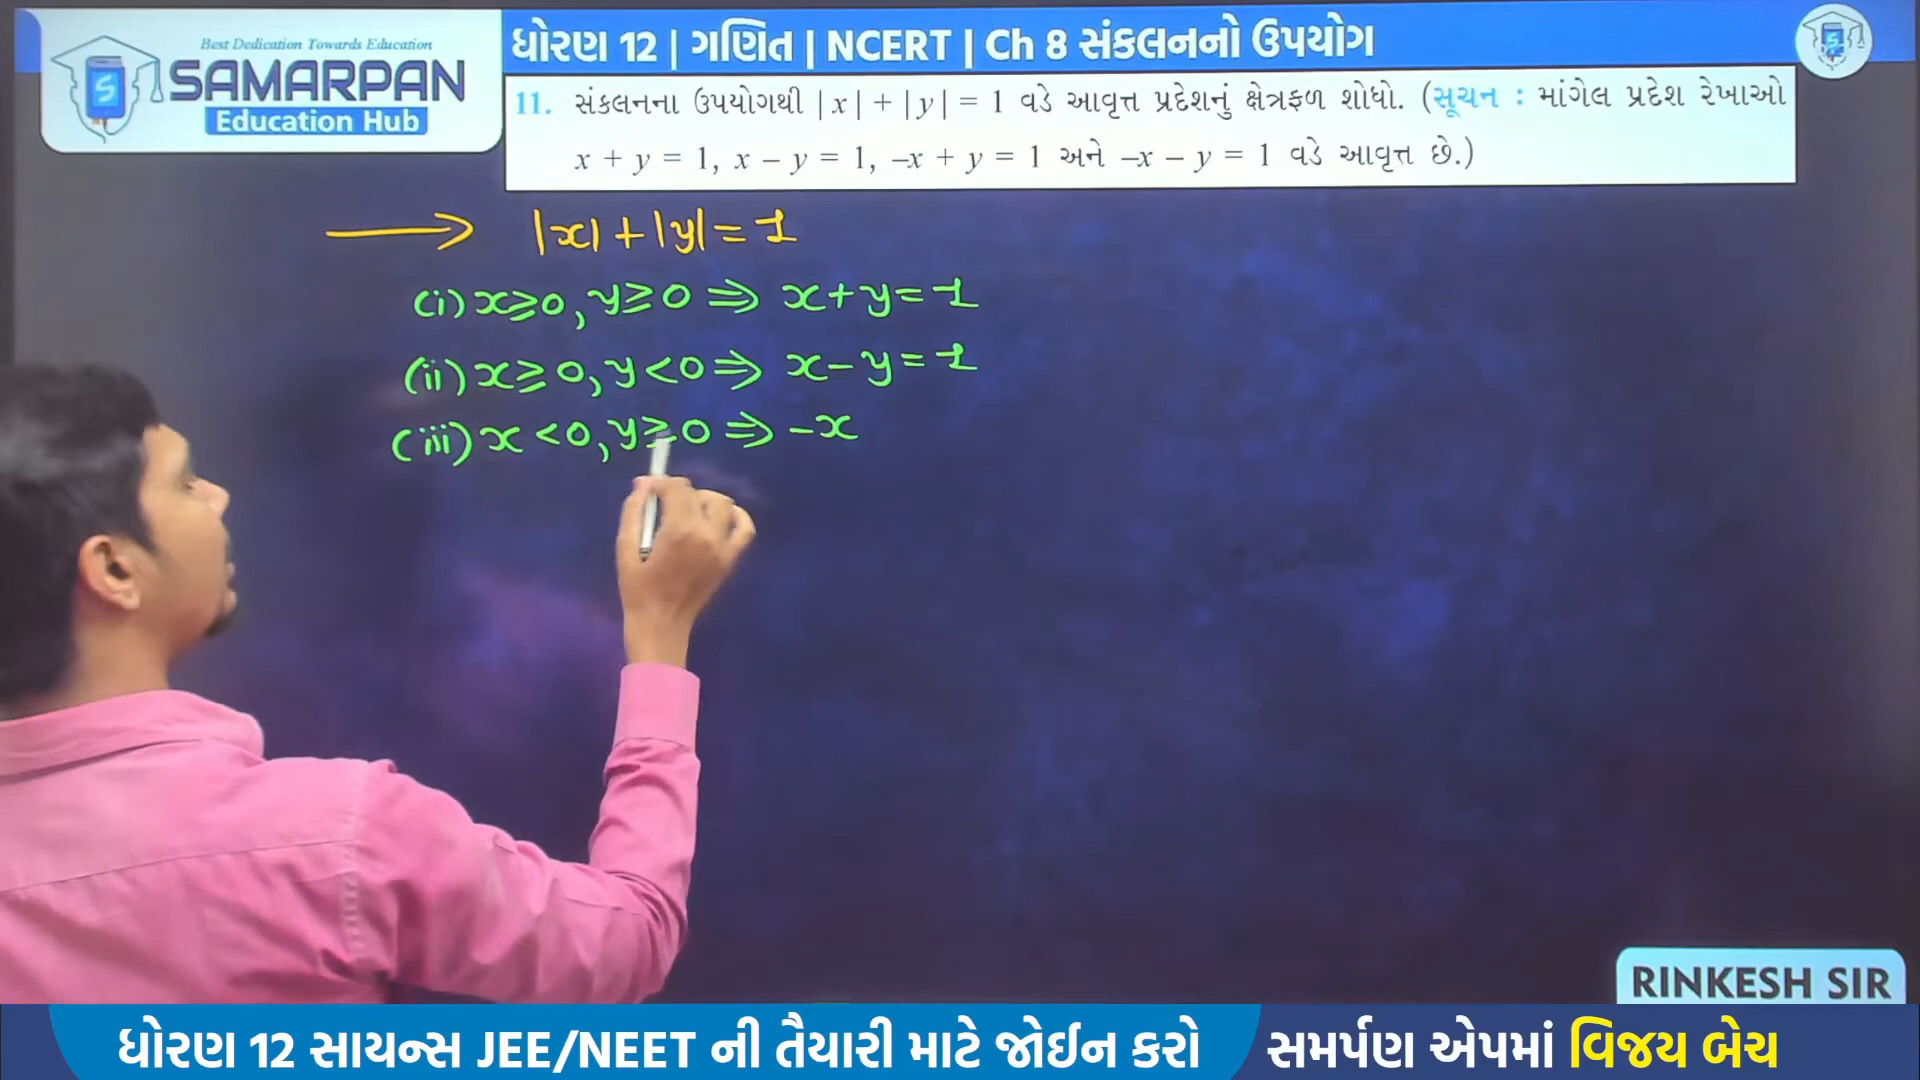 Best Dedication Towards Education
SAMARPAN
Education Hub
ધોરણ 12 | ગણિત | NCERT | Ch 8 સંકલનનો ઉપયોગ
11. સંકલનના ઉપયોગથી |x| + |y| = 1 વડે આવૃત્ત પ્રદેશનું ક્ષેત્રફળ શોધો. (સૂચન : માંગેલ પ્રદેશ રેખાઓ
x + y = 1, x – y = 1, –x + y = 1 અને –x – y = 1 વડે આવૃત્ત છે.)
→ |x| + |y| = 1
(i) x ≥ 0, y ≥ 0 ⇒ x + y = 1
(ii) x ≥ 0, y < 0 ⇒ x – y = 1
(iii) x < 0, y ≥ 0 ⇒ –x
RINKESH SIR
ધોરણ 12 સાયન્સ JEE/NEET ની તૈયારી માટે જોઈન કરો સમર્પણ એપમાં વિજય બેચ